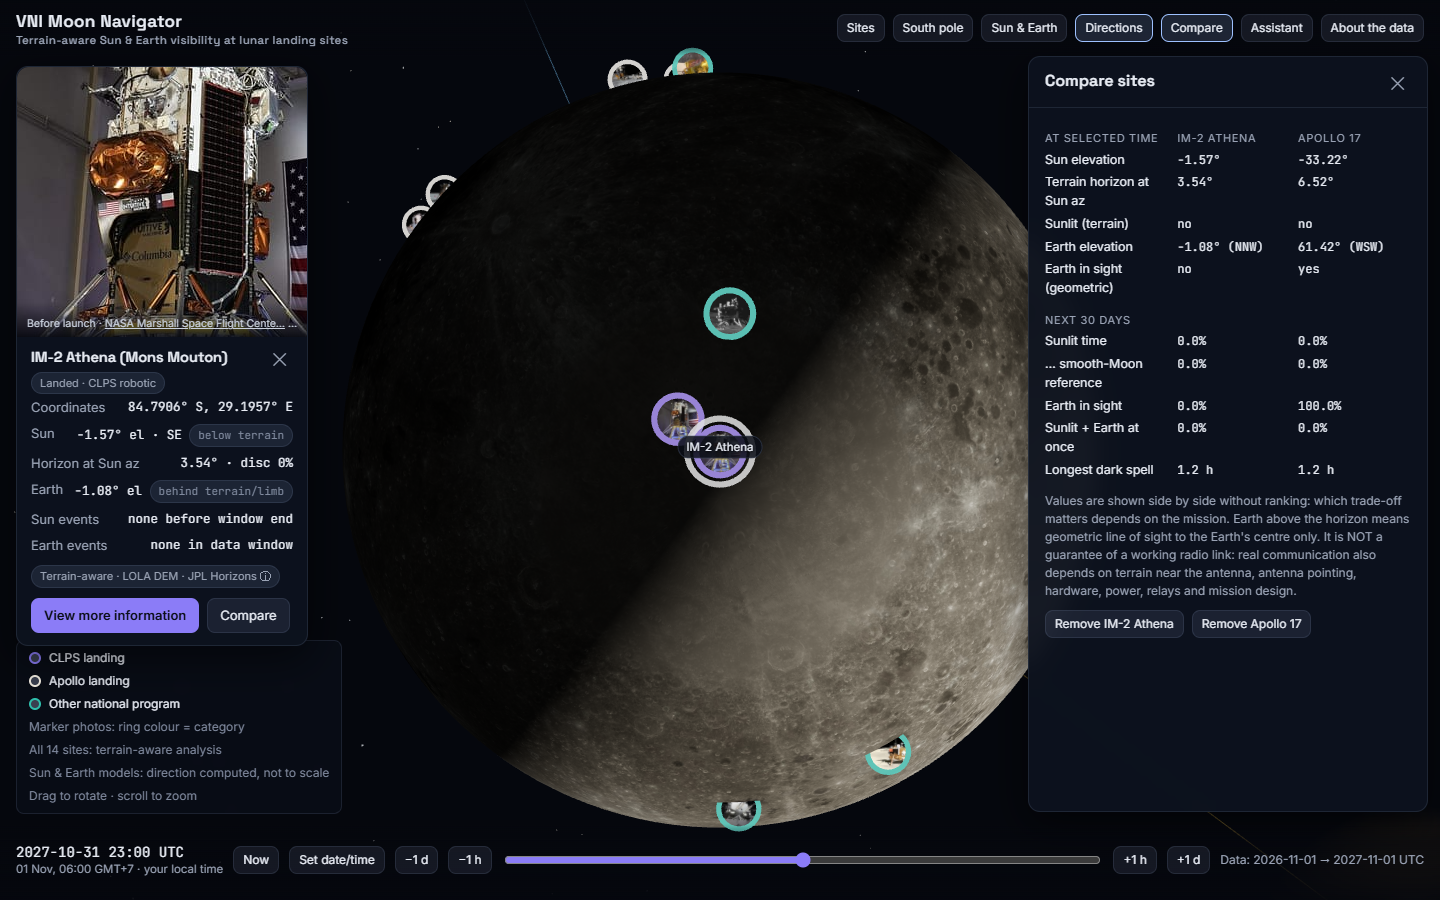 VNI Moon Navigator
Terrain-aware Sun & Earth visibility at lunar landing sites
Sites
South pole
Sun & Earth
Directions
Compare
Assistant
About the data
Columbia
Before launch · NASA Marshall Space Flight Cente... ...
IM-2 Athena (Mons Mouton)
Landed · CLPS robotic
Coordinates 84.7906° S, 29.1957° E
Sun -1.57° el · SE below terrain
Horizon at Sun az 3.54° · disc 0%
Earth -1.08° el behind terrain/limb
Sun events none before window end
Earth events none in data window
Terrain-aware · LOLA DEM · JPL Horizons ⓘ
View more information
Compare
CLPS landing
Apollo landing
Other national program
Marker photos: ring colour = category
All 14 sites: terrain-aware analysis
Sun & Earth models: direction computed, not to scale
Drag to rotate · scroll to zoom
IM-2 Athena
Compare sites
AT SELECTED TIME IM-2 ATHENA APOLLO 17
Sun elevation -1.57° -33.22°
Terrain horizon at 3.54° 6.52°
Sun az
Sunlit (terrain) no no
Earth elevation -1.08° (NNW) 61.42° (WSW)
Earth in sight no yes
(geometric)
NEXT 30 DAYS
Sunlit time 0.0% 0.0%
... smooth-Moon 0.0% 0.0%
reference
Earth in sight 0.0% 100.0%
Sunlit + Earth at 0.0% 0.0%
once
Longest dark spell 1.2 h 1.2 h
Values are shown side by side without ranking: which trade-off
matters depends on the mission. Earth above the horizon means
geometric line of sight to the Earth's centre only. It is NOT a
guarantee of a working radio link: real communication also
depends on terrain near the antenna, antenna pointing,
hardware, power, relays and mission design.
Remove IM-2 Athena
Remove Apollo 17
2027-10-31 23:00 UTC
01 Nov, 06:00 GMT+7 · your local time
Now
Set date/time
−1 d
−1 h
+1 h
+1 d
Data: 2026-11-01 → 2027-11-01 UTC